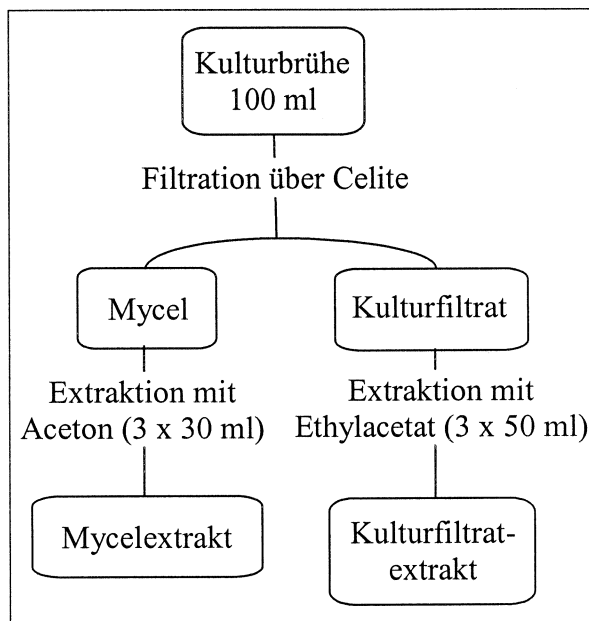 Kulturbrühe
100 ml
Filtration über Celite
Mycel
Kulturfiltrat
Extraktion mit
Aceton (3 x 30 ml)
Extraktion mit
Ethylacetat (3 x 50 ml)
Mycelextrakt
Kulturfiltrat-
extrakt